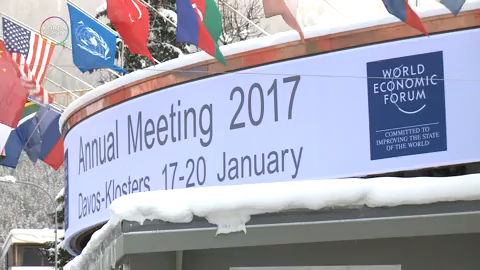 Annual Meeting 2017
Davos-Klosters 17-20 January
WORLD
ECONOMIC
FORUM
COMMITTED TO
IMPROVING THE STATE
OF THE WORLD